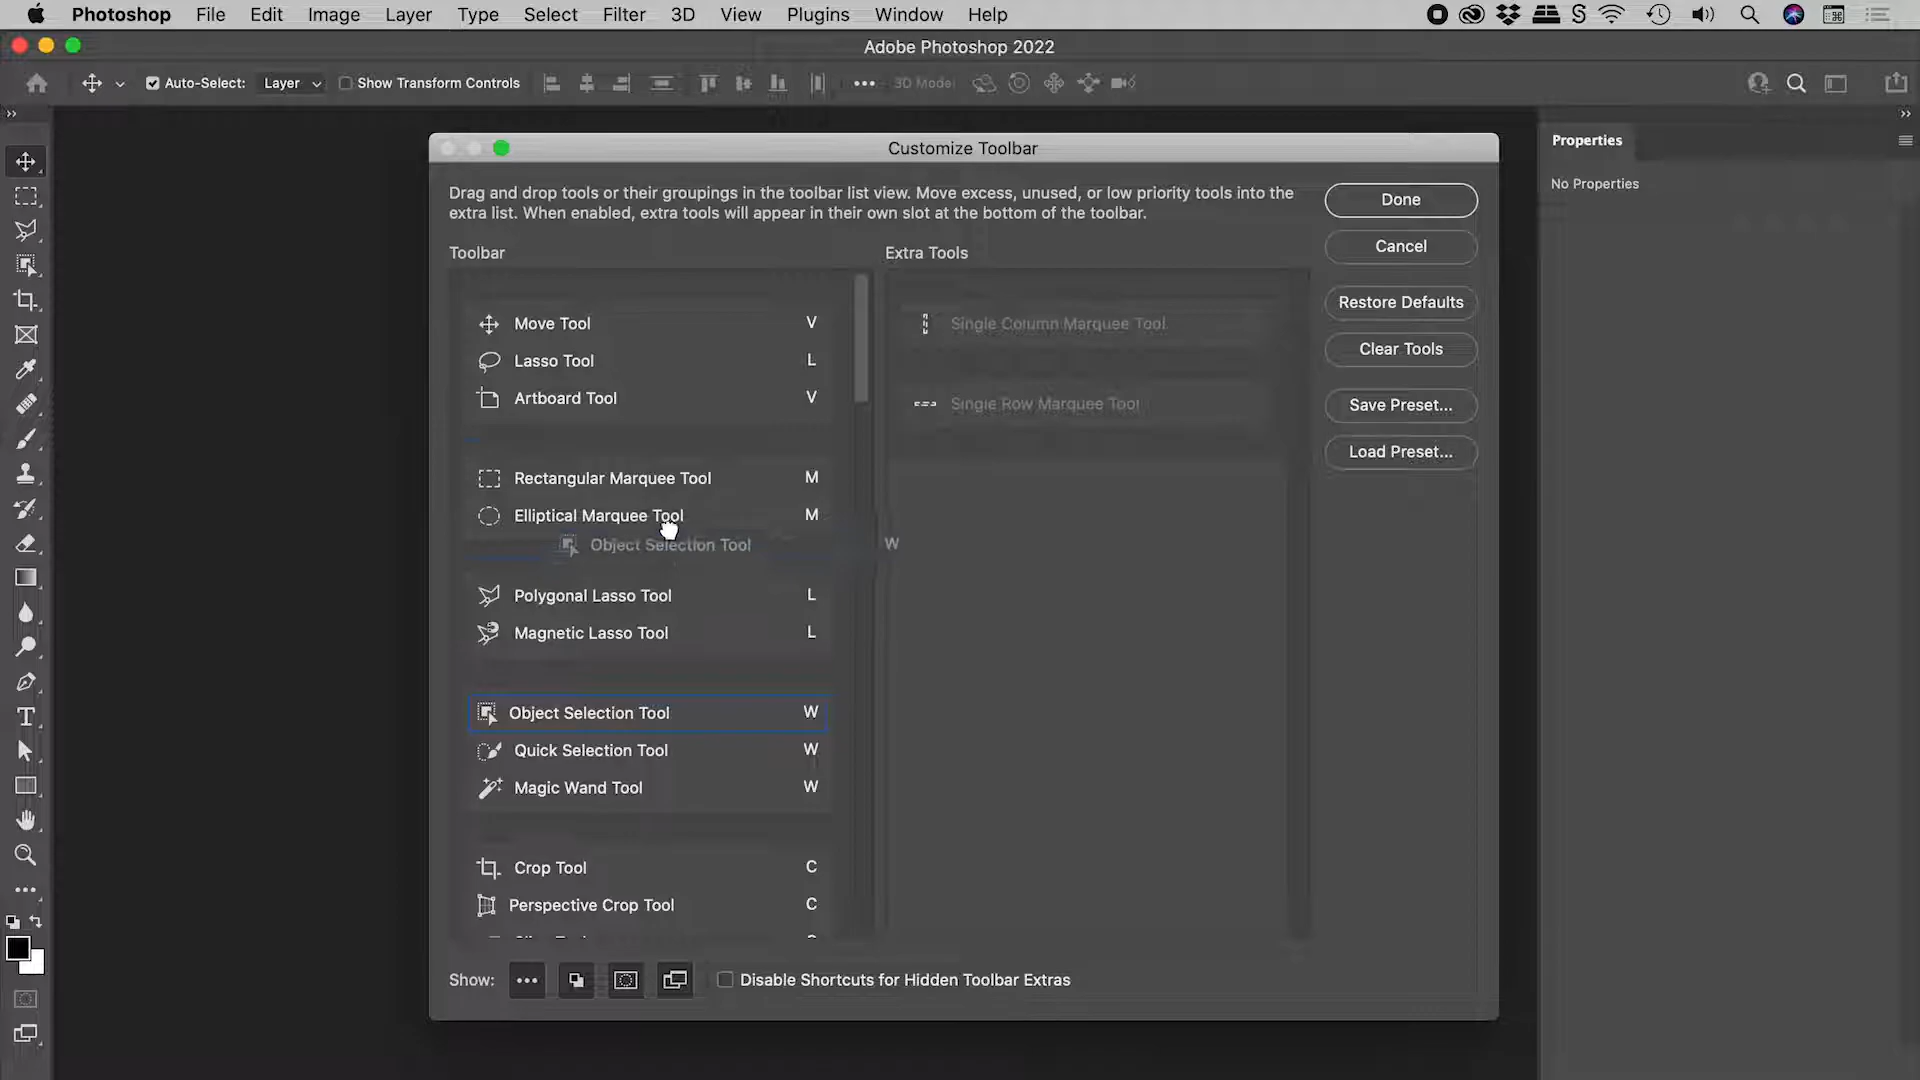 Photoshop File Edit Image Layer Type Select Filter 3D View Plugins Window Help
Adobe Photoshop 2022
Auto-Select: Layer Show Transform Controls 3D Model
Properties
No Properties
Customize Toolbar
Drag and drop tools or their groupings in the toolbar list view. Move excess, unused, or low priority tools into the
extra list. When enabled, extra tools will appear in their own slot at the bottom of the toolbar.
Toolbar
Move Tool V
Lasso Tool L
Artboard Tool V
Rectangular Marquee Tool M
Elliptical Marquee Tool M
Object Selection Tool W
Polygonal Lasso Tool L
Magnetic Lasso Tool L
Object Selection Tool W
Quick Selection Tool W
Magic Wand Tool W
Crop Tool C
Perspective Crop Tool C
Extra Tools
Single Column Marquee Tool
Single Row Marquee Tool
Done
Cancel
Restore Defaults
Clear Tools
Save Preset...
Load Preset...
Show: Disable Shortcuts for Hidden Toolbar Extras